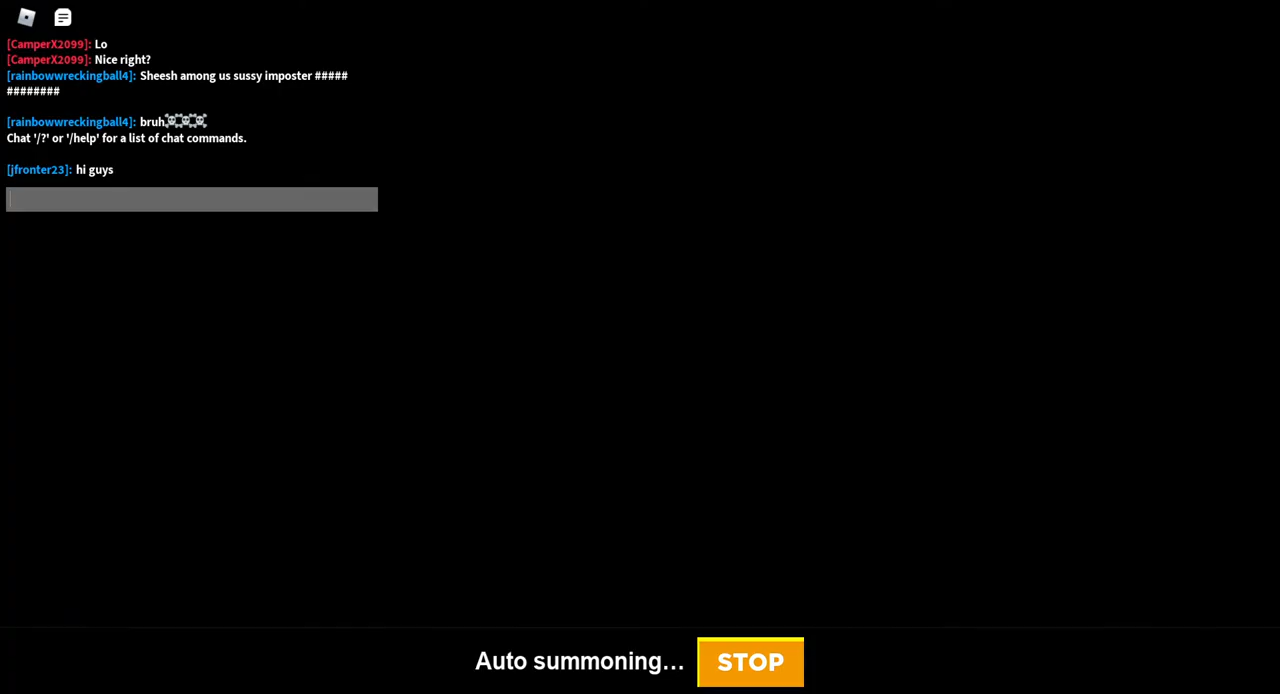 [CamperX2099]: Lo
[CamperX2099]: Nice right?
[rainbowwreckingball4]: Sheesh among us sussy imposter #####
########
[rainbowwreckingball4]: bruh☠☠☠
Chat '/?' or '/help' for a list of chat commands.
[jfronter23]: hi guys
Auto summoning... STOP